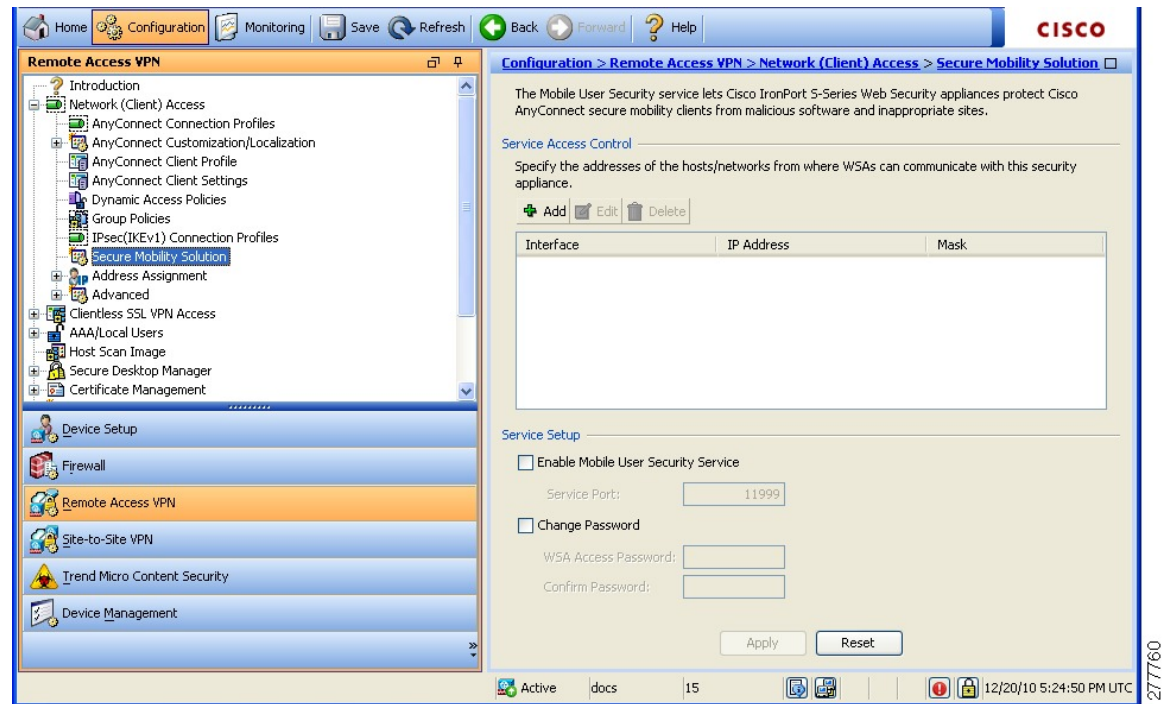 Home Configuration Monitoring Save Refresh Back Forward Help
CISCO
Remote Access VPN
Introduction
Network (Client) Access
AnyConnect Connection Profiles
AnyConnect Customization/Localization
AnyConnect Client Profile
AnyConnect Client Settings
Dynamic Access Policies
Group Policies
IPsec(IKEv1) Connection Profiles
Secure Mobility Solution
Address Assignment
Advanced
Clientless SSL VPN Access
AAA/Local Users
Host Scan Image
Secure Desktop Manager
Certificate Management
Device Setup
Firewall
Remote Access VPN
Site-to-Site VPN
Trend Micro Content Security
Device Management
Configuration > Remote Access VPN > Network (Client) Access > Secure Mobility Solution
The Mobile User Security service lets Cisco IronPort S-Series Web Security appliances protect Cisco
AnyConnect secure mobility clients from malicious software and inappropriate sites.
Service Access Control
Specify the addresses of the hosts/networks from where WSAs can communicate with this security
appliance.
Add Edit Delete
Interface IP Address Mask
Service Setup
Enable Mobile User Security Service
Service Port: 11999
Change Password
WSA Access Password:
Confirm Password:
Apply Reset
Active docs 15 12/20/10 5:24:50 PM UTC
277760